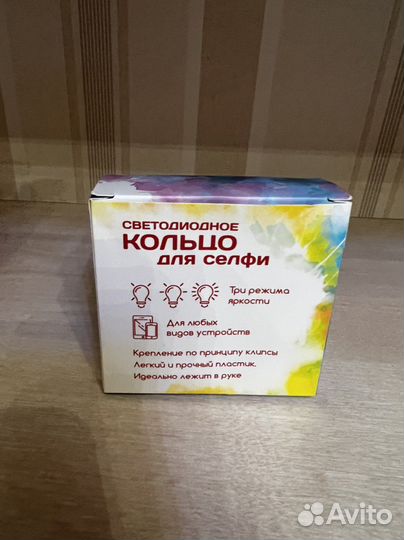 СВЕТОДИОДНОЕ
КОЛЬЦО
для селфи
Три режима
яркости
Для любых
видов устройств
Крепление по принципу клипсы
Легкий и прочный пластик.
Идеально лежит в руке
Avito